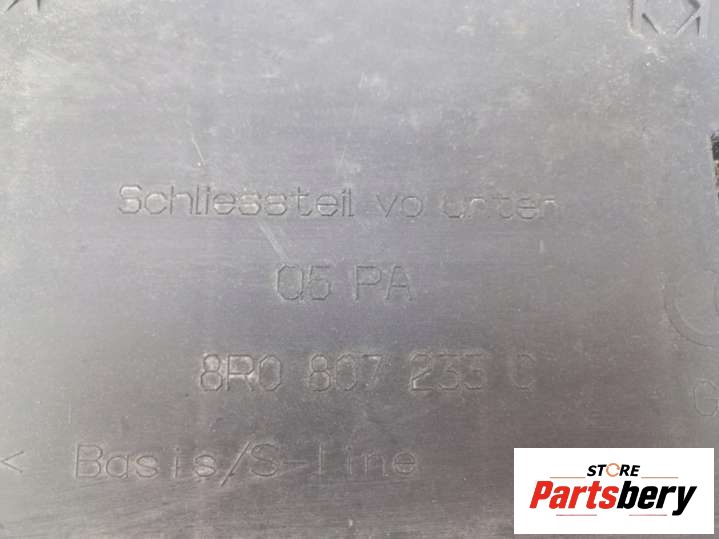 Schliessteil vo unten
Q5 PA
8R0 807 233 C
< Basis/S-line
STORE
Partsbery